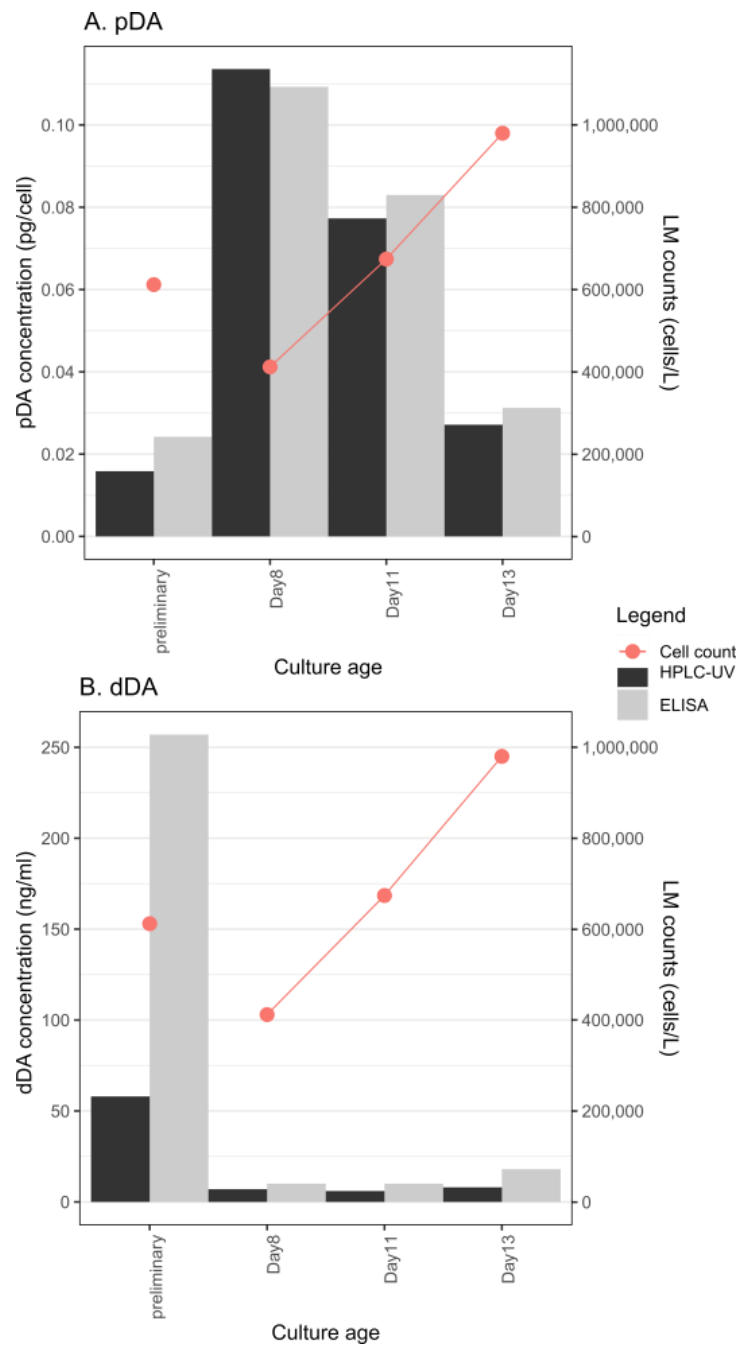 A. pDA
pDA concentration (pg/cell)
0.10
0.08
0.06
0.04
0.02
0.00
1,000,000
800,000
600,000
400,000
200,000
0
LM counts (cells/L)
preliminary
Day8
Day11
Day13
Culture age
Legend
Cell count
HPLC-UV
ELISA
B. dDA
dDA concentration (ng/ml)
250
200
150
100
50
0
1,000,000
800,000
600,000
400,000
200,000
0
LM counts (cells/L)
preliminary
Day8
Day11
Day13
Culture age